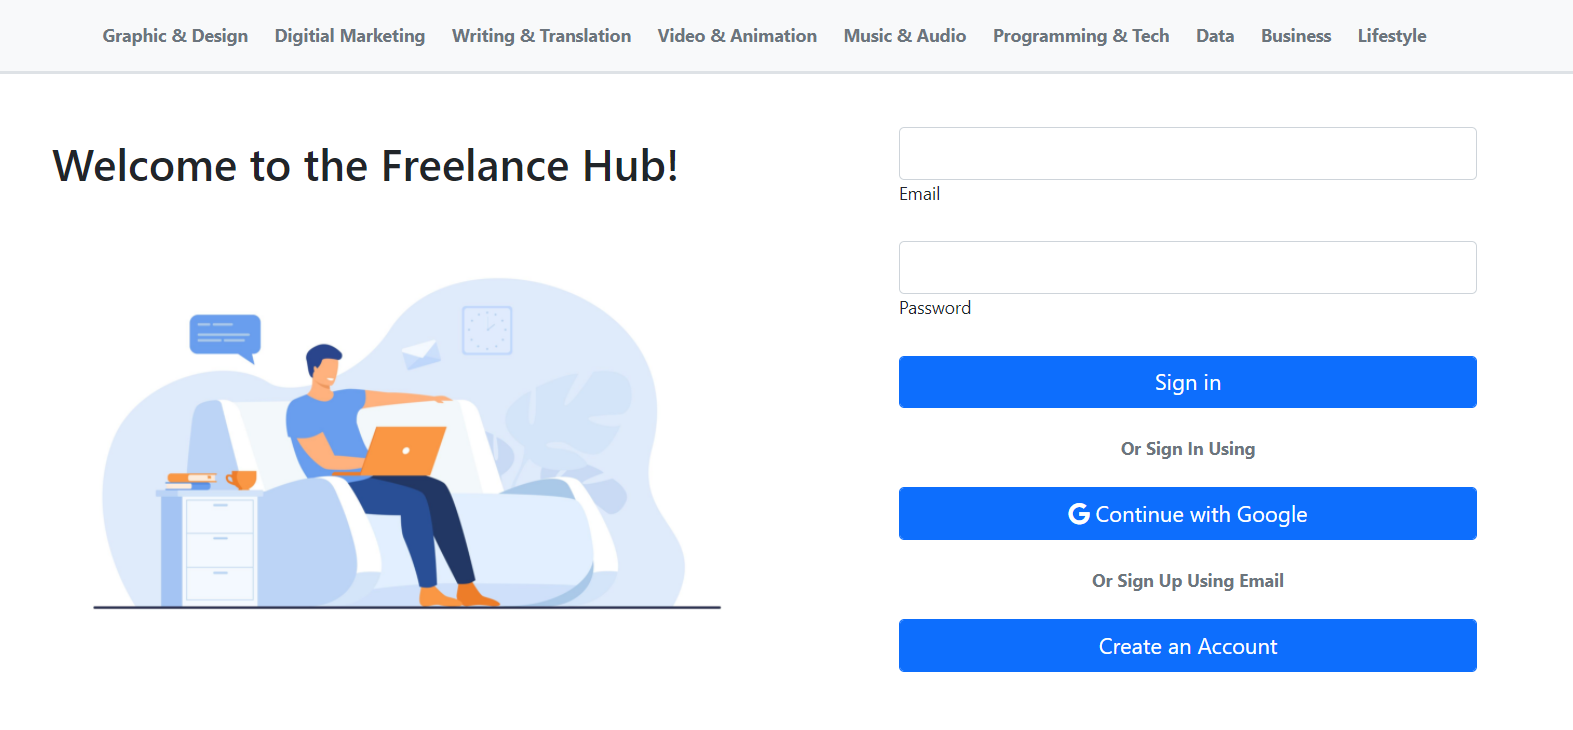 Graphic & Design Digitial Marketing Writing & Translation Video & Animation Music & Audio Programming & Tech Data Business Lifestyle
Welcome to the Freelance Hub!
Email
Password
Sign in
Or Sign In Using
Continue with Google
Or Sign Up Using Email
Create an Account